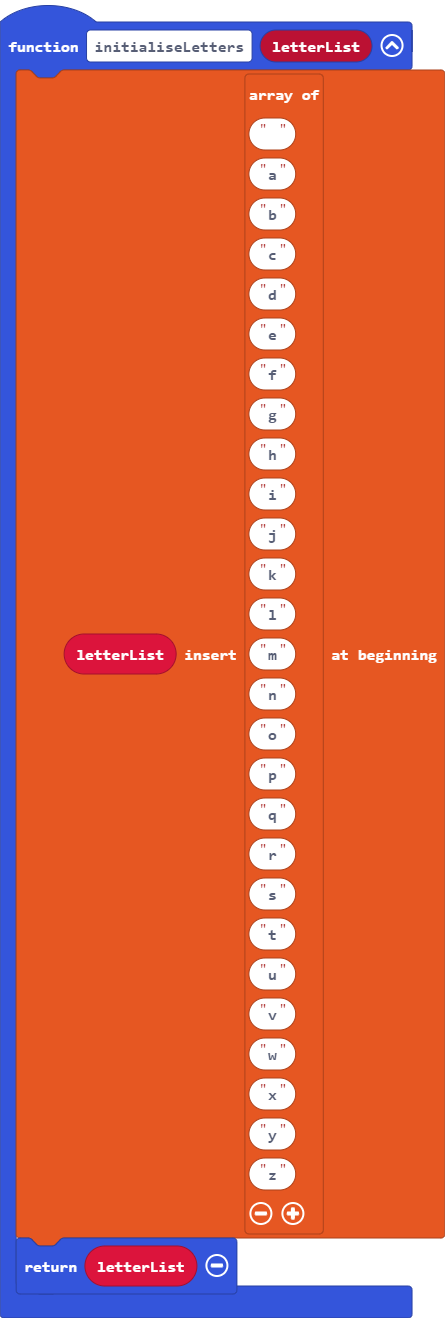 function initialiseLetters letterList
array of
" "
"a"
"b"
"c"
"d"
"e"
"f"
"g"
"h"
"i"
"j"
"k"
"l"
letterList insert "m" at beginning
"n"
"o"
"p"
"q"
"r"
"s"
"t"
"u"
"v"
"w"
"x"
"y"
"z"
return letterList